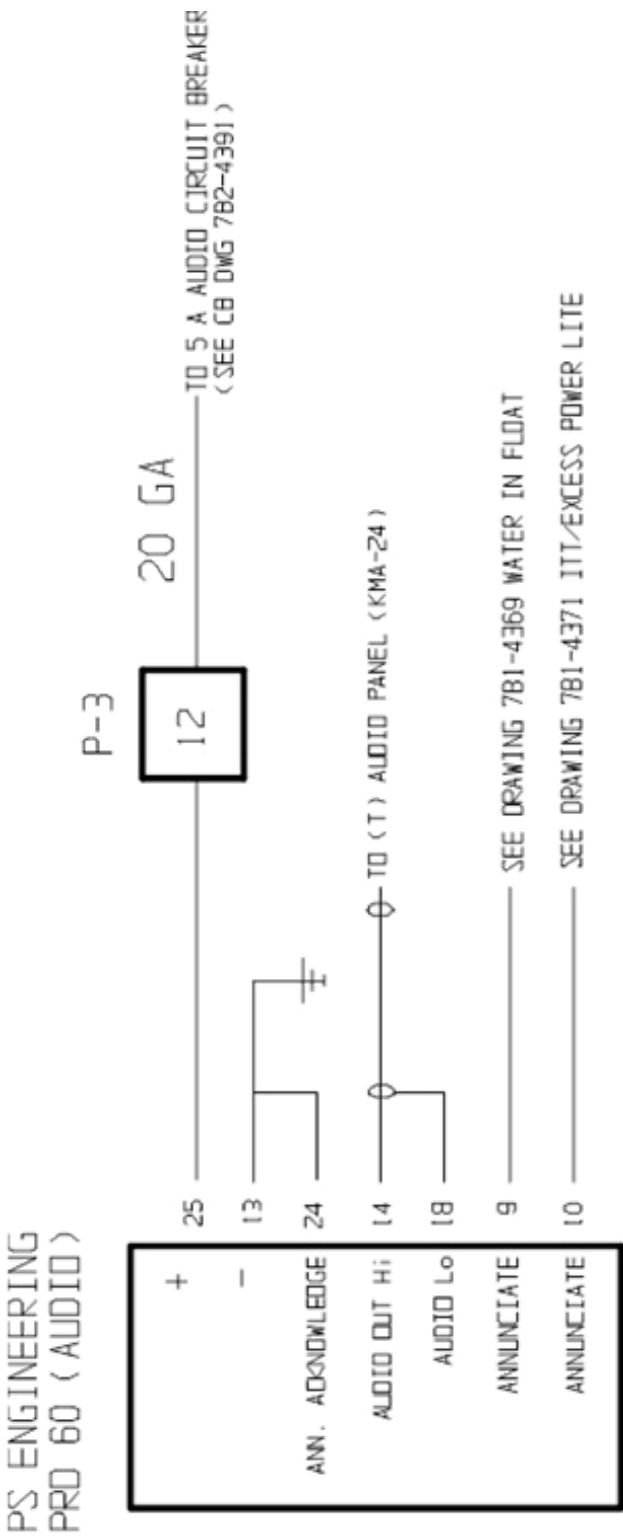 PS ENGINEERING
PRO 60 (AUDIO)
P-3
20 GA
+
25
12
TO 5 A AUDIO CIRCUIT BREAKER
(SEE CB DWG 7B2-4391)
-
13
ANN. ACKNOWLEDGE
24
AUDIO OUT Hi
14
TO (T) AUDIO PANEL (KMA-24)
AUDIO Lo
18
ANNUNCIATE
9
SEE DRAWING 7B1-4369 WATER IN FLOAT
ANNUNCIATE
10
SEE DRAWING 7B1-4371 ITT/EXCESS POWER LITE